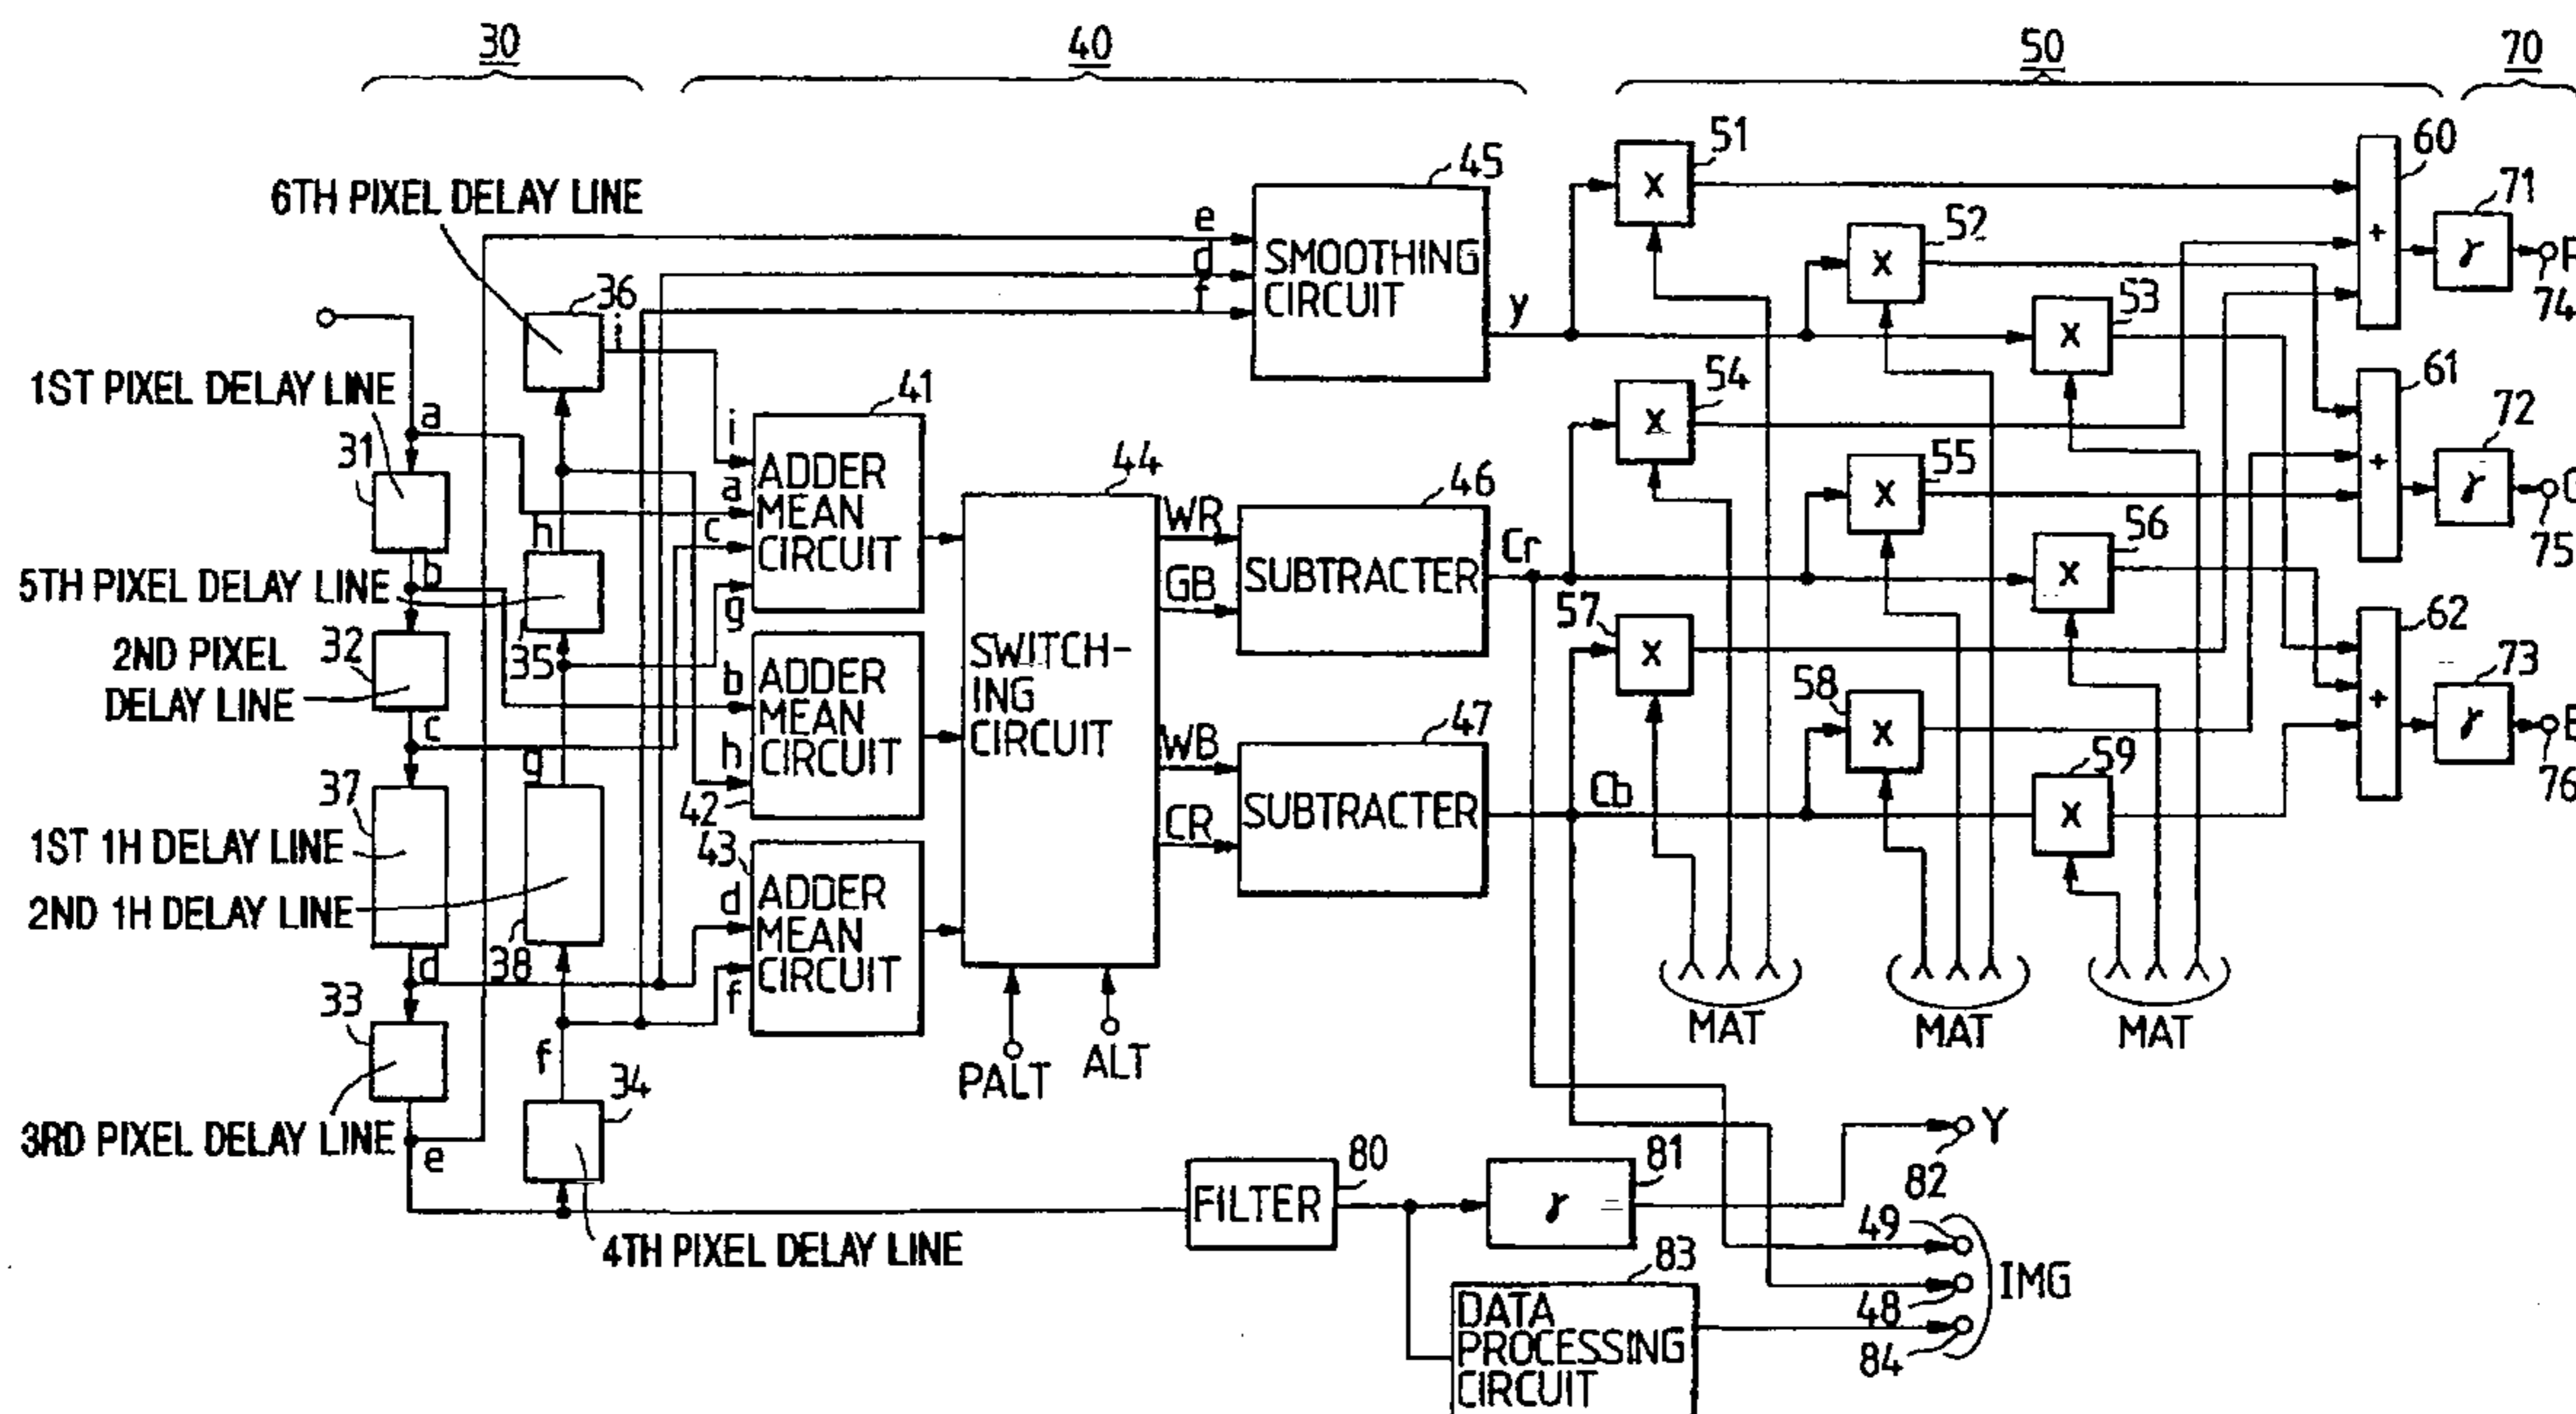 30
40
50
70
6TH PIXEL DELAY LINE
36
i
1ST PIXEL DELAY LINE
a
31
b
h
5TH PIXEL DELAY LINE
35
2ND PIXEL
DELAY LINE
32
c
g
37
1ST 1H DELAY LINE
2ND 1H DELAY LINE
38
d
33
f
34
3RD PIXEL DELAY LINE
e
4TH PIXEL DELAY LINE
e
d
f
45
SMOOTHING
CIRCUIT
y
41
i
a
c
g
ADDER
MEAN
CIRCUIT
b
h
ADDER
MEAN
CIRCUIT
42
43
d
f
ADDER
MEAN
CIRCUIT
44
SWITCH-
ING
CIRCUIT
PALT
ALT
WR
GB
46
SUBTRACTER
Cr
WB
CR
47
SUBTRACTER
Cb
51
X
52
X
53
X
54
X
55
X
56
X
57
X
58
X
59
X
MAT
MAT
MAT
60
+
61
+
62
+
71
γ
74
72
γ
75
73
γ
76
FILTER
80
81
γ
Y
82
83
DATA
PROCESSING
CIRCUIT
49
48
84
IMG